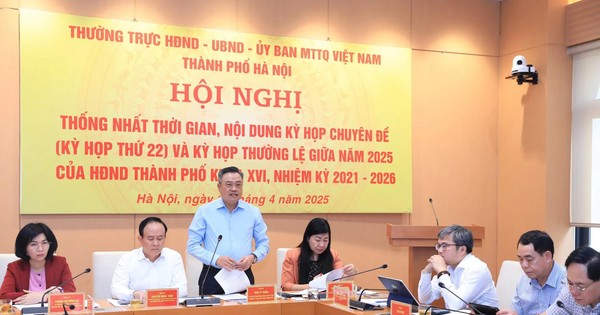 THƯỜNG TRỰC HĐND - UBND - ỦY BAN MTTQ VIỆT NAM
THÀNH PHỐ HÀ NỘI
HỘI NGHỊ
THỐNG NHẤT THỜI GIAN, NỘI DUNG KỲ HỌP CHUYÊN ĐỀ
(KỲ HỌP THỨ 22) VÀ KỲ HỌP THƯỜNG LỆ GIỮA NĂM 2025
CỦA HĐND THÀNH PHỐ K XVI, NHIỆM KỲ 2021 - 2026
Hà Nội, ngày tháng 4 năm 2025